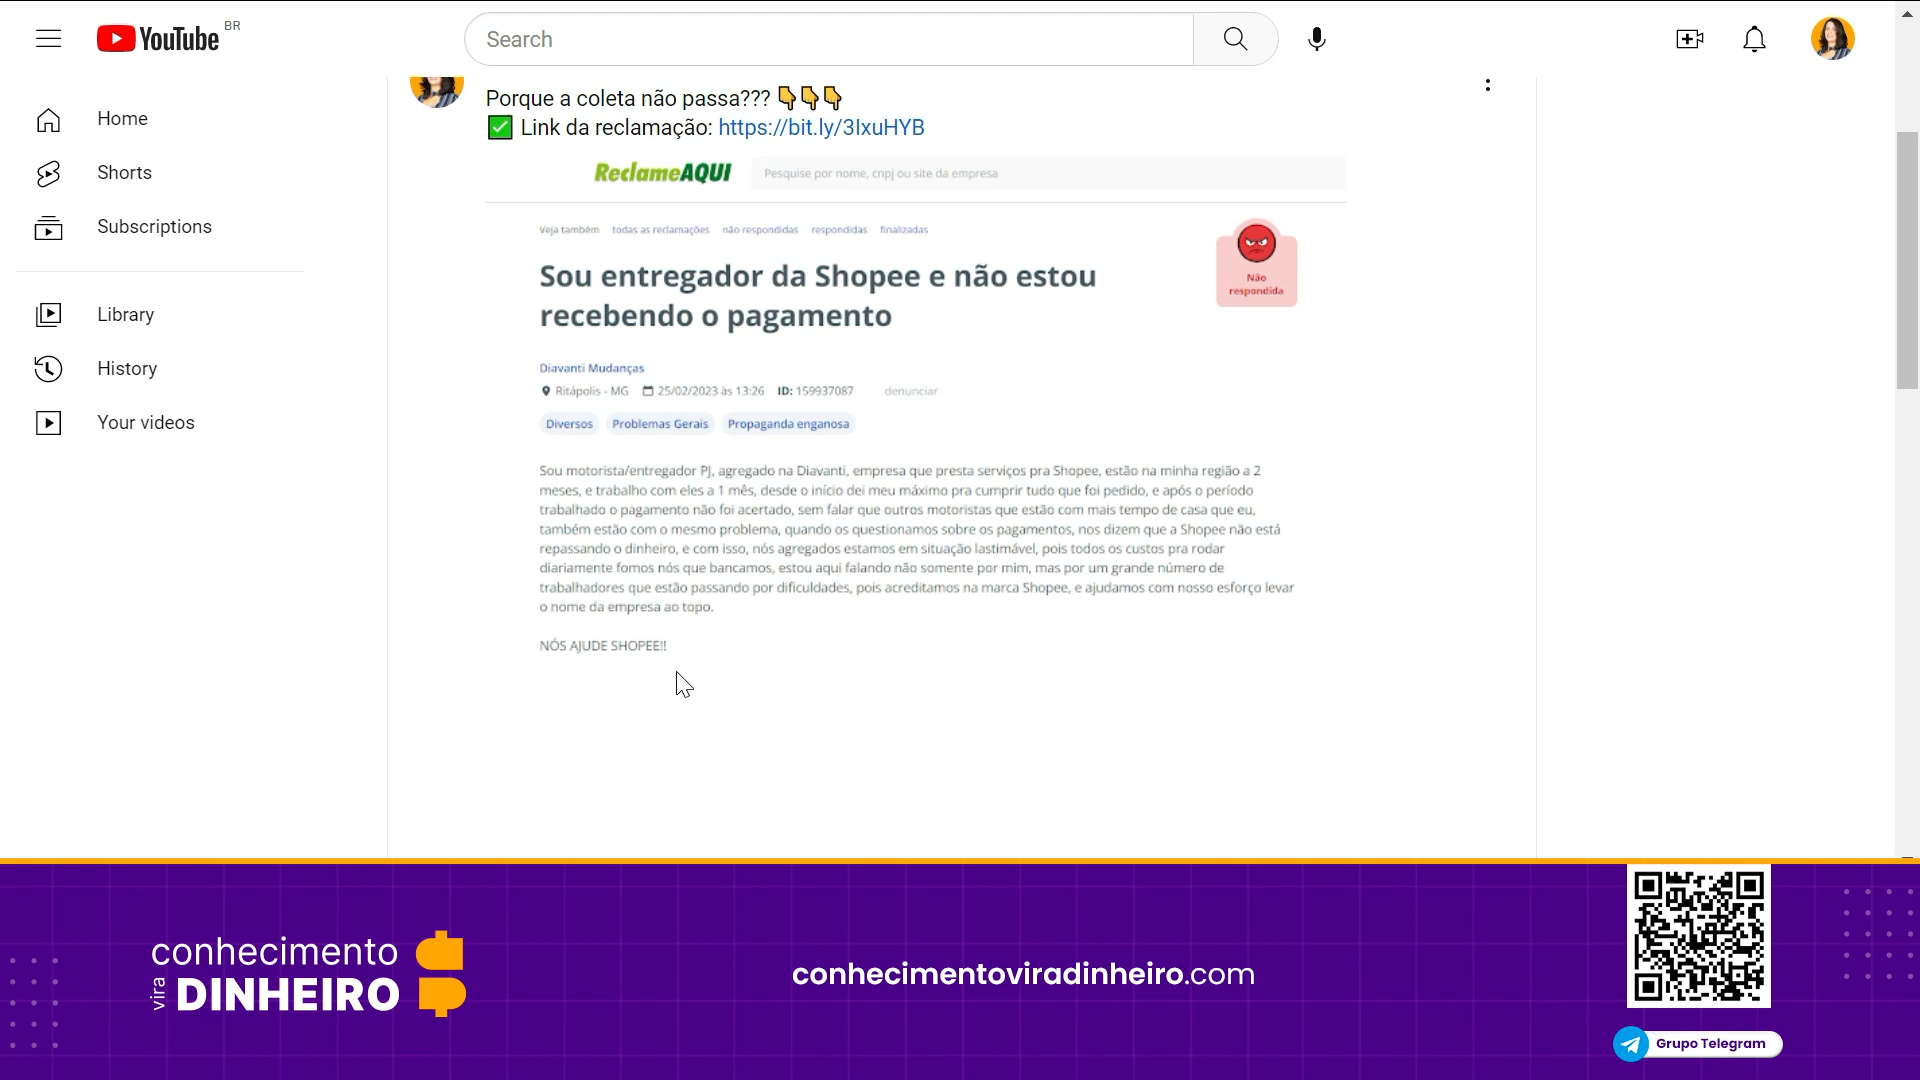 YouTube BR
Search
Home
Shorts
Subscriptions
Library
History
Your videos
Porque a coleta não passa??? 👇👇👇
✅ Link da reclamação: https://bit.ly/3IxuHYB
ReclameAQUI
Pesquise por nome, cnpj ou site da empresa
Veja também todas as reclamações não respondidas respondidas finalizadas
Sou entregador da Shopee e não estou
recebendo o pagamento
Não
respondida
Diavanti Mudanças
Ritápolis - MG 25/02/2023 às 13:26 ID: 159937087 denunciar
Diversos Problemas Gerais Propaganda enganosa
Sou motorista/entregador PJ, agregado na Diavanti, empresa que presta serviços pra Shopee, estão na minha região a 2
meses, e trabalho com eles a 1 mês, desde o início dei meu máximo pra cumprir tudo que foi pedido, e após o período
trabalhado o pagamento não foi acertado, sem falar que outros motoristas que estão com mais tempo de casa que eu,
também estão com o mesmo problema, quando os questionamos sobre os pagamentos, nos dizem que a Shopee não está
repassando o dinheiro, e com isso, nós agregados estamos em situação lastimável, pois todos os custos pra rodar
diariamente fomos nós que bancamos, estou aqui falando não somente por mim, mas por um grande número de
trabalhadores que estão passando por dificuldades, pois acreditamos na marca Shopee, e ajudamos com nosso esforço levar
o nome da empresa ao topo.
NÓS AJUDE SHOPEE!!
conhecimento
vira DINHEIRO
conhecimentoviradinheiro.com
Grupo Telegram